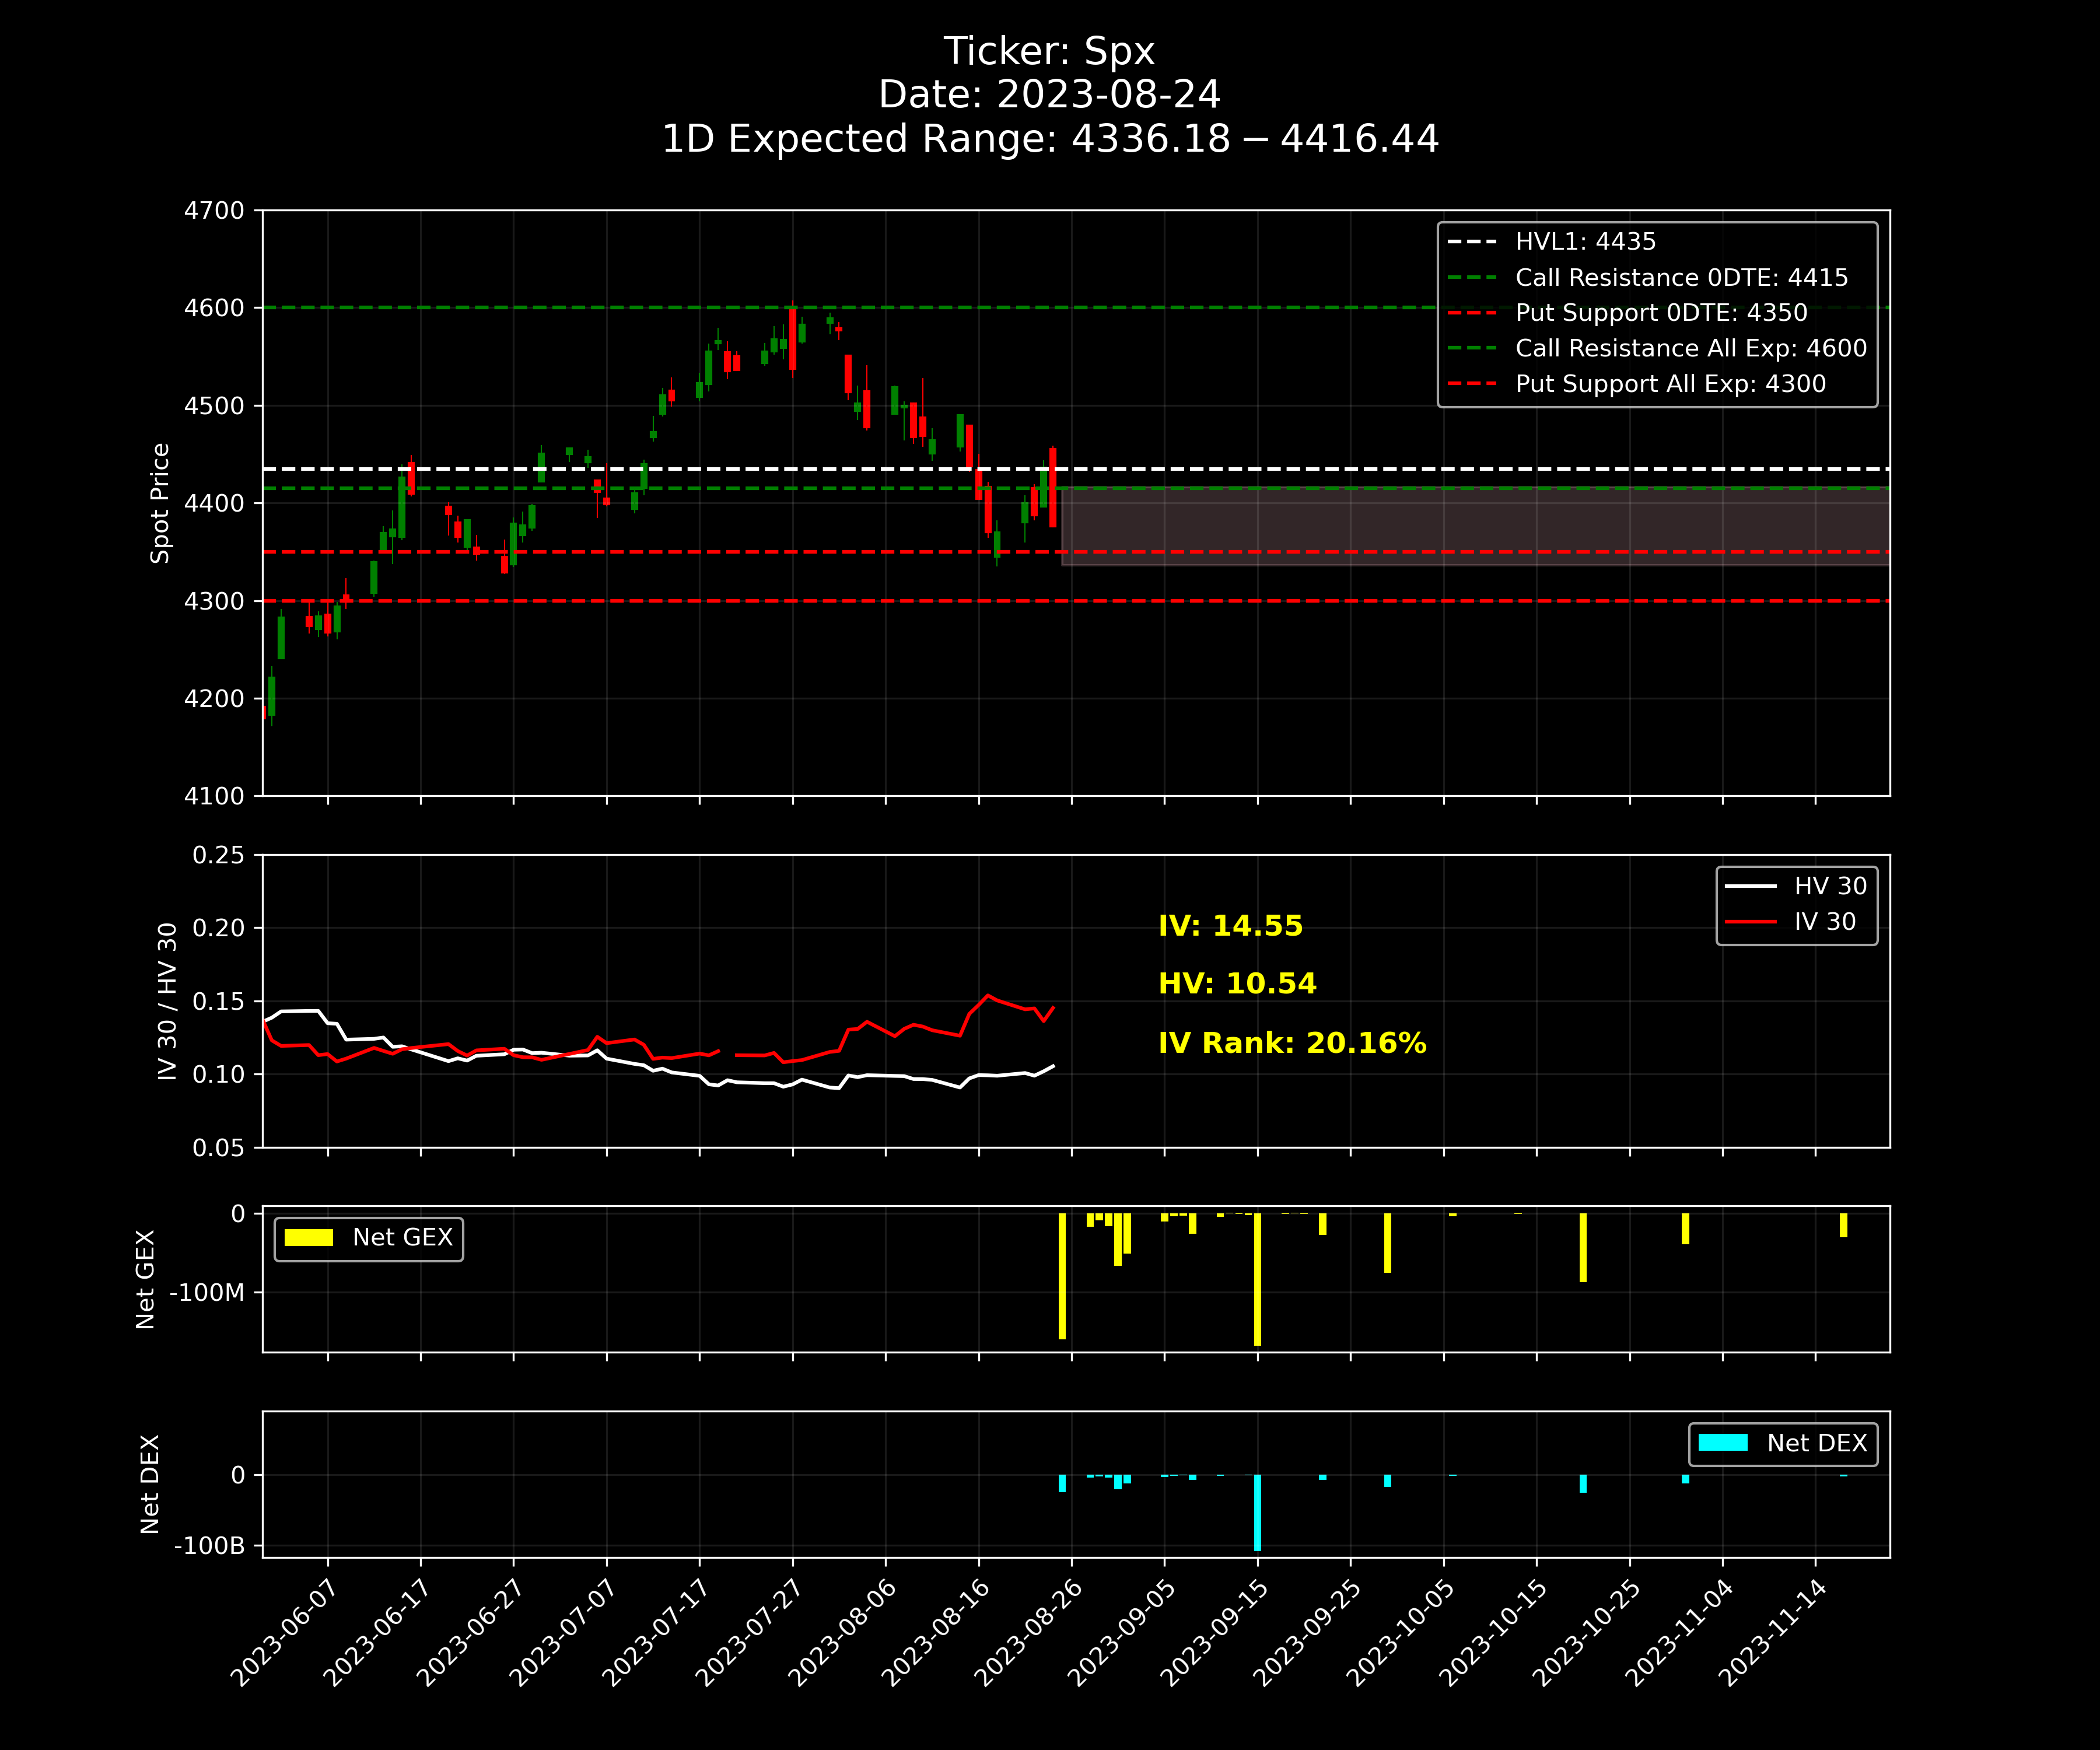 Ticker: Spx
Date: 2023-08-24
1D Expected Range: 4336.18 − 4416.44
4700
4600
4500
4400
4300
4200
4100
Spot Price
HVL1: 4435
Call Resistance 0DTE: 4415
Put Support 0DTE: 4350
Call Resistance All Exp: 4600
Put Support All Exp: 4300
0.25
0.20
0.15
0.10
0.05
IV 30 / HV 30
IV: 14.55
HV: 10.54
IV Rank: 20.16%
HV 30
IV 30
0
-100M
Net GEX
Net GEX
0
-100B
Net DEX
Net DEX
2023-06-07
2023-06-17
2023-06-27
2023-07-07
2023-07-17
2023-07-27
2023-08-06
2023-08-16
2023-08-26
2023-09-05
2023-09-15
2023-09-25
2023-10-05
2023-10-15
2023-10-25
2023-11-04
2023-11-14